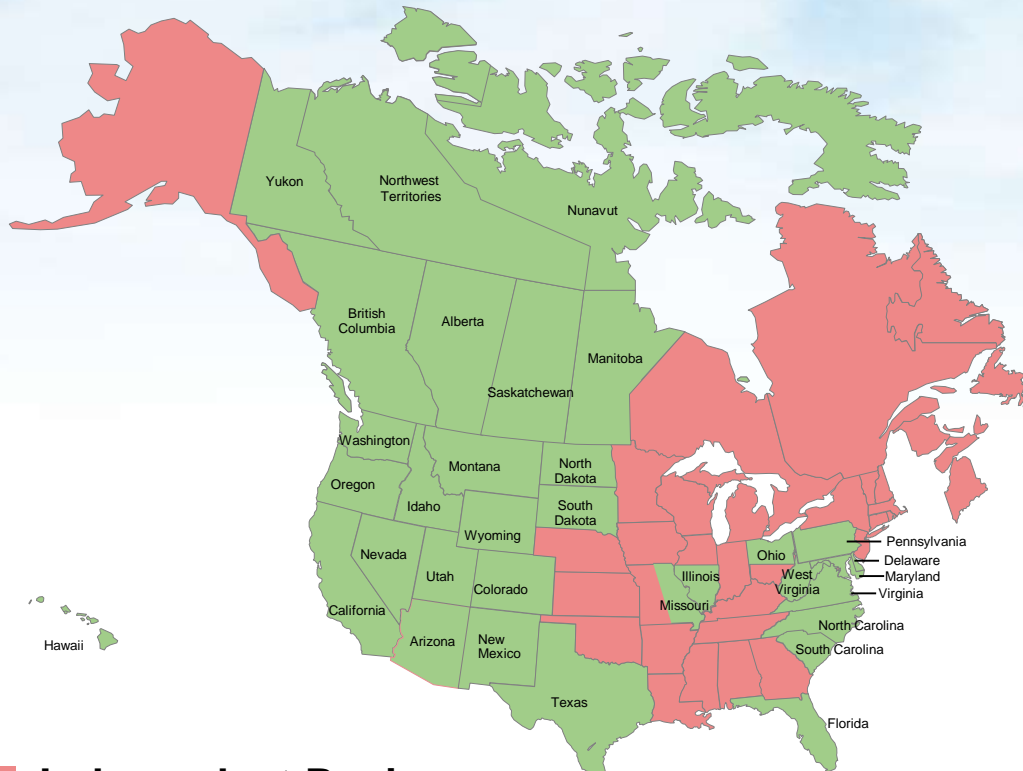 Yukon
Northwest
Territories
Nunavut
British
Columbia
Alberta
Manitoba
Saskatchewan
Washington
Montana
North
Dakota
Oregon
Idaho
South
Dakota
Wyoming
Nevada
Utah
Colorado
California
Arizona
New
Mexico
Texas
Ohio
Illinois
Missouri
West
Virginia
Pennsylvania
Delaware
Maryland
Virginia
North Carolina
South Carolina
Florida
Hawaii